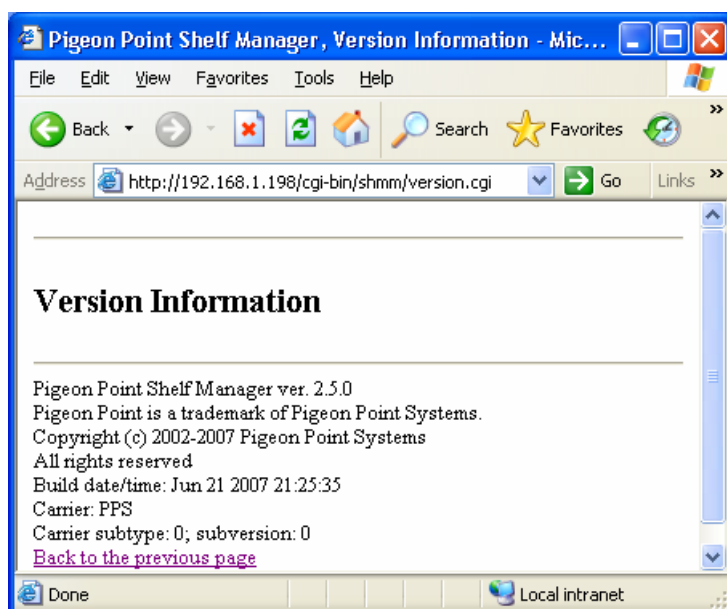 Pigeon Point Shelf Manager, Version Information - Mic...
File Edit View Favorites Tools Help
Back Search Favorites »
Address http://192.168.1.198/cgi-bin/shmm/version.cgi Go Links »
Version Information
Pigeon Point Shelf Manager ver. 2.5.0
Pigeon Point is a trademark of Pigeon Point Systems.
Copyright (c) 2002-2007 Pigeon Point Systems
All rights reserved
Build date/time: Jun 21 2007 21:25:35
Carrier: PPS
Carrier subtype: 0; subversion: 0
Back to the previous page
Done Local intranet